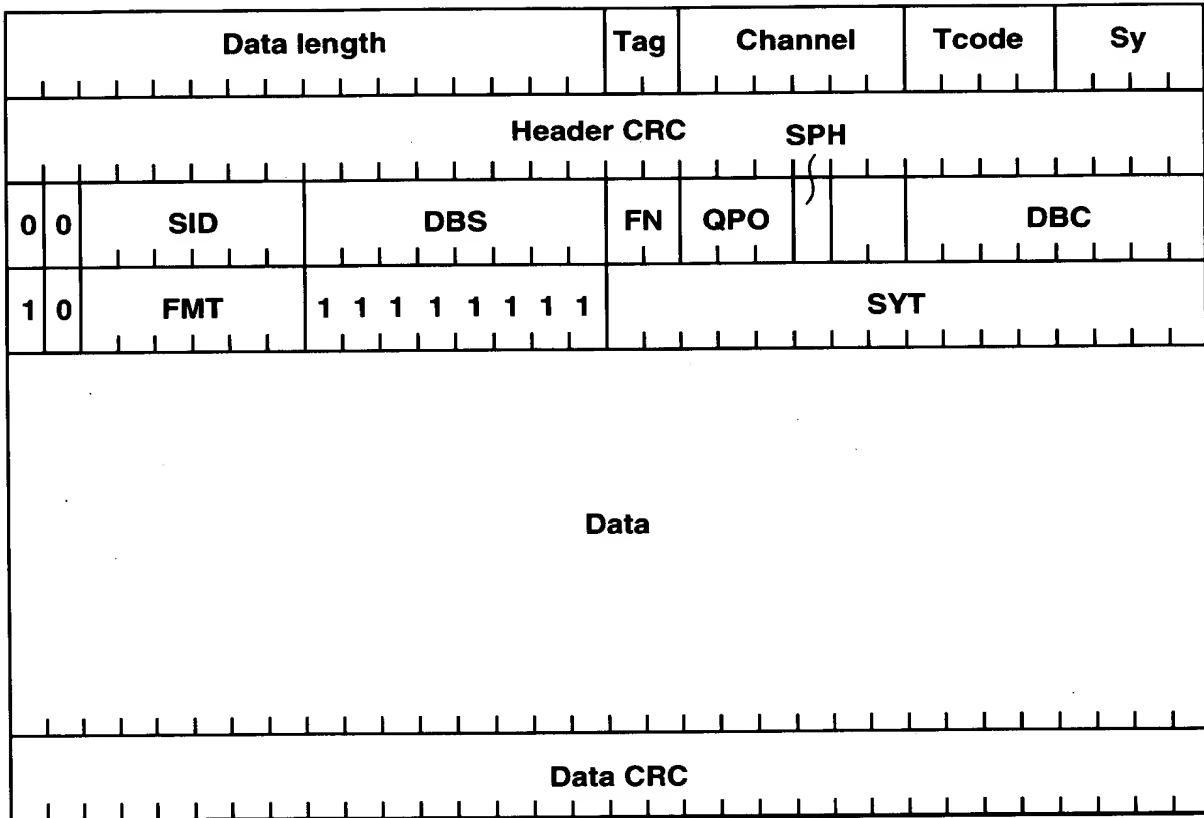 Data length Tag Channel Tcode Sy
Header CRC SPH
0 0 SID DBS FN QPO DBC
1 0 FMT 1 1 1 1 1 1 1 1 SYT
Data
Data CRC